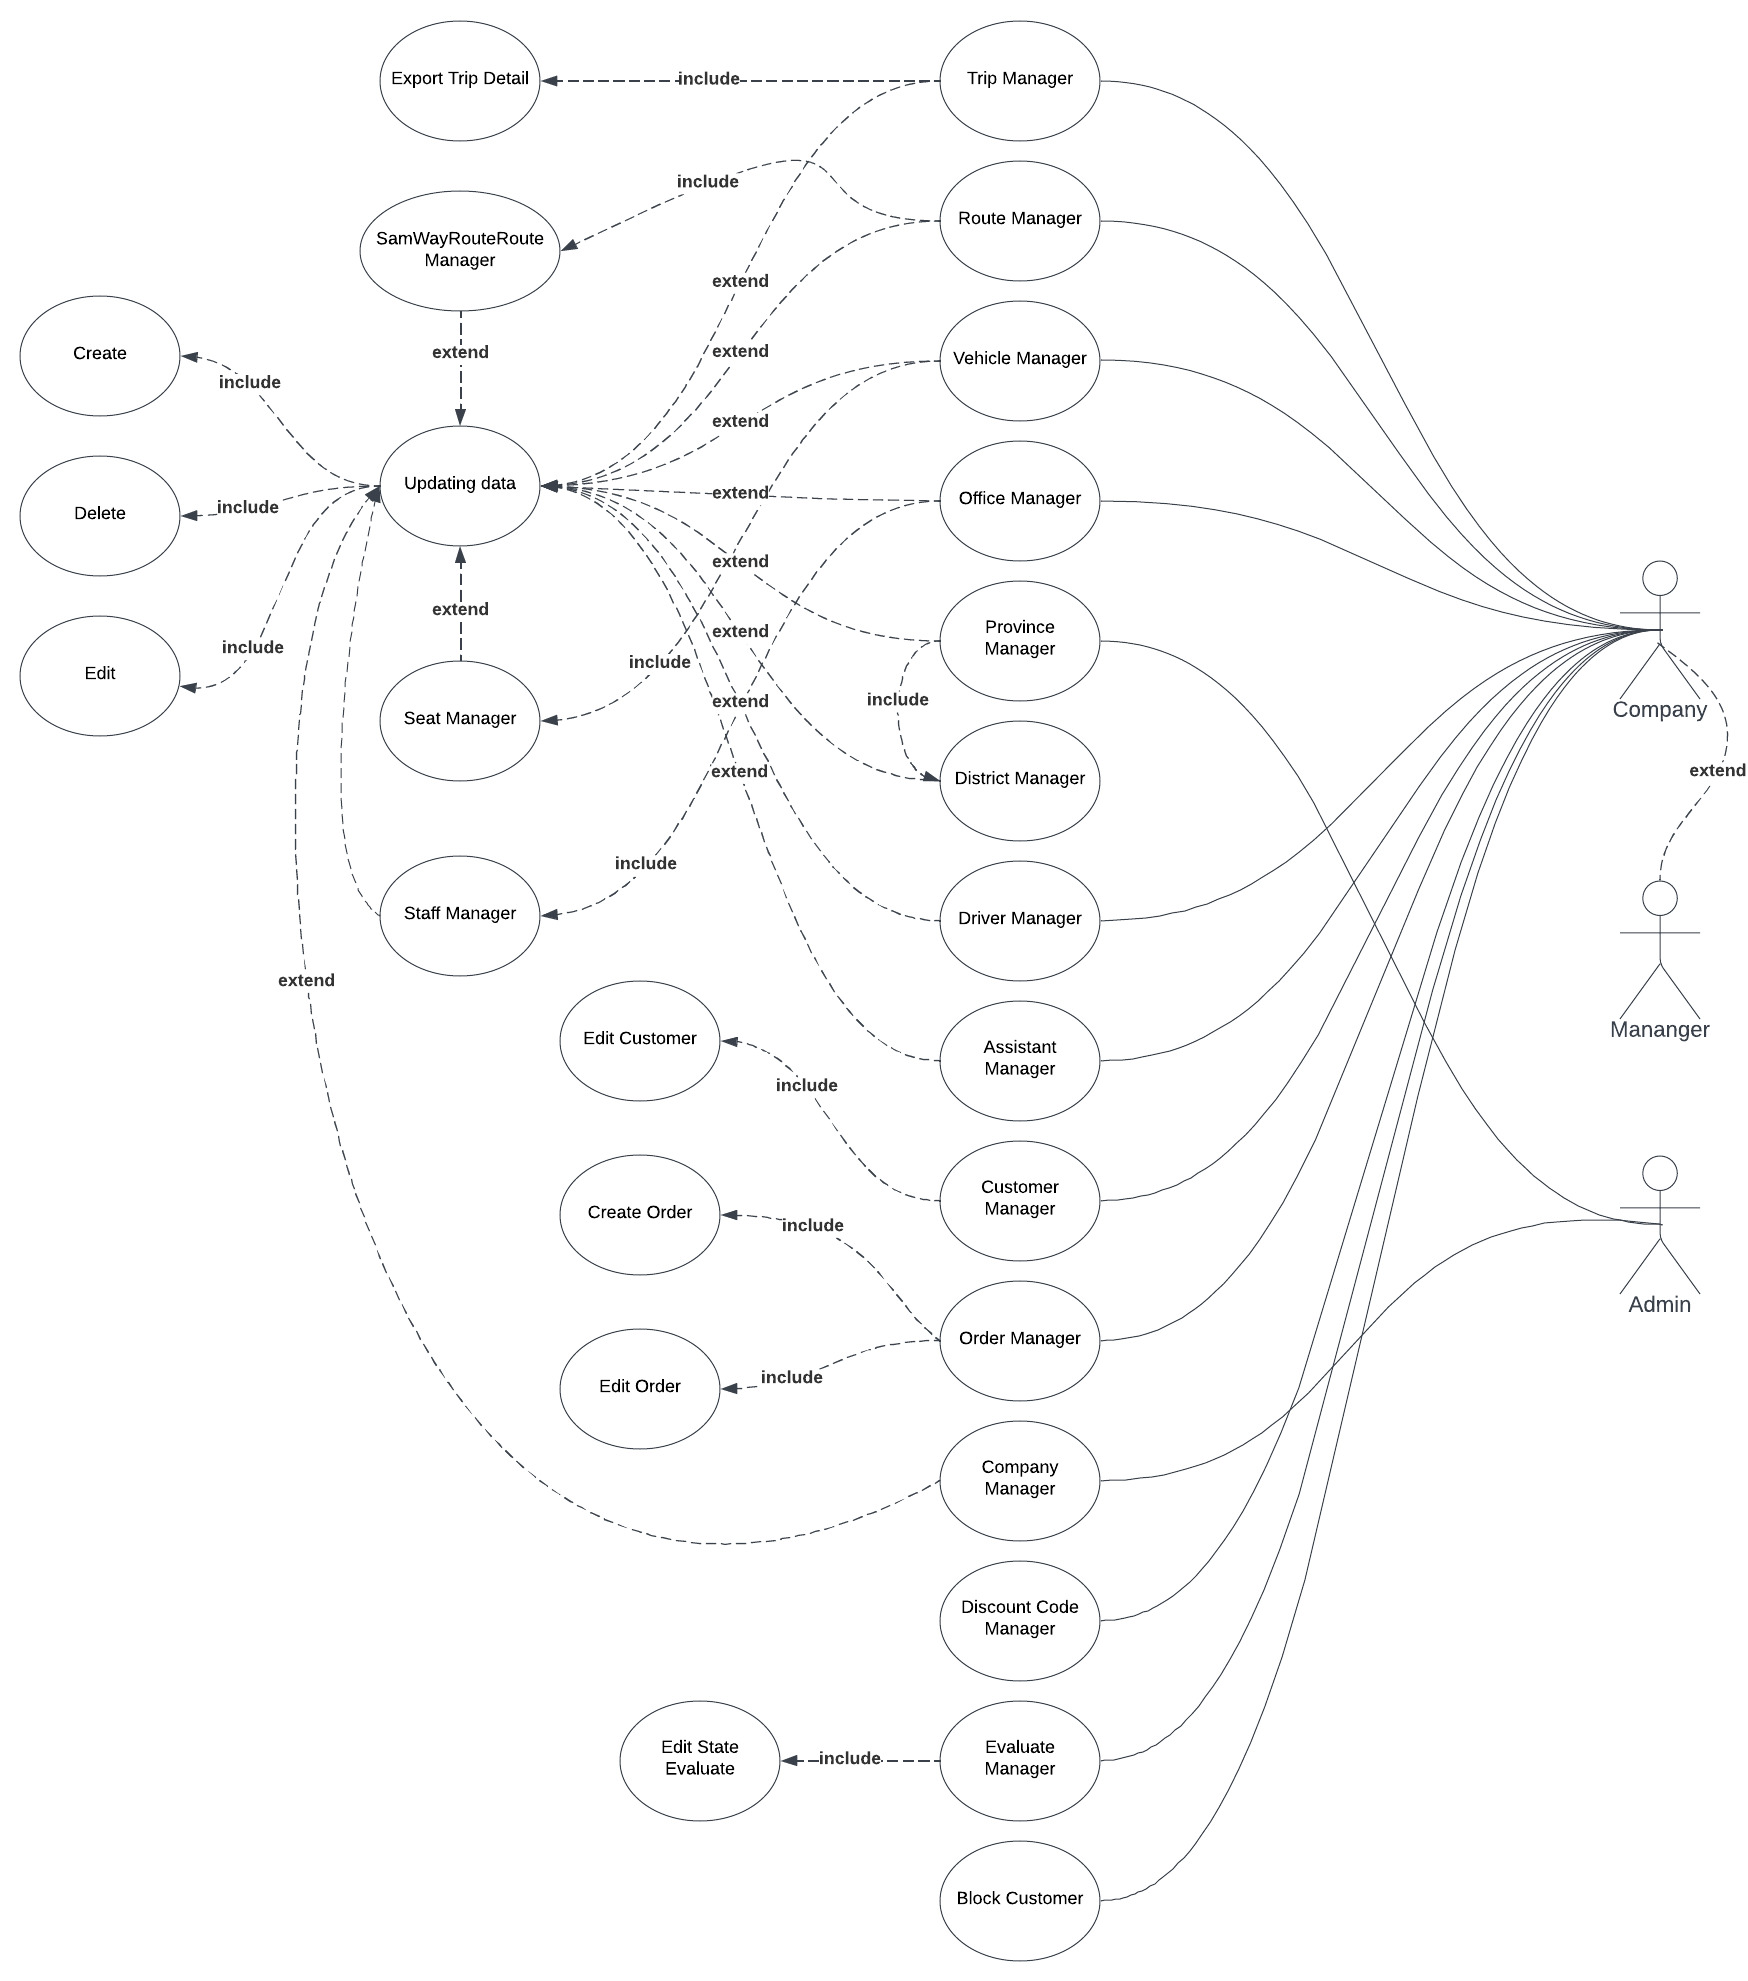 Export Trip Detail
include
Trip Manager
include
Route Manager
SamWayRouteRoute
Manager
extend
extend
extend
Vehicle Manager
Create
include
extend
Updating data
extend
Office Manager
Delete
include
extend
extend
Province
Manager
extend
include
include
Edit
include
Seat Manager
extend
Company
District Manager
extend
extend
include
Staff Manager
Driver Manager
extend
Mananger
Edit Customer
include
Assistant
Manager
Customer
Manager
Create Order
include
Admin
Order Manager
Edit Order
include
Company
Manager
Discount Code
Manager
Edit State
Evaluate
include
Evaluate
Manager
Block Customer